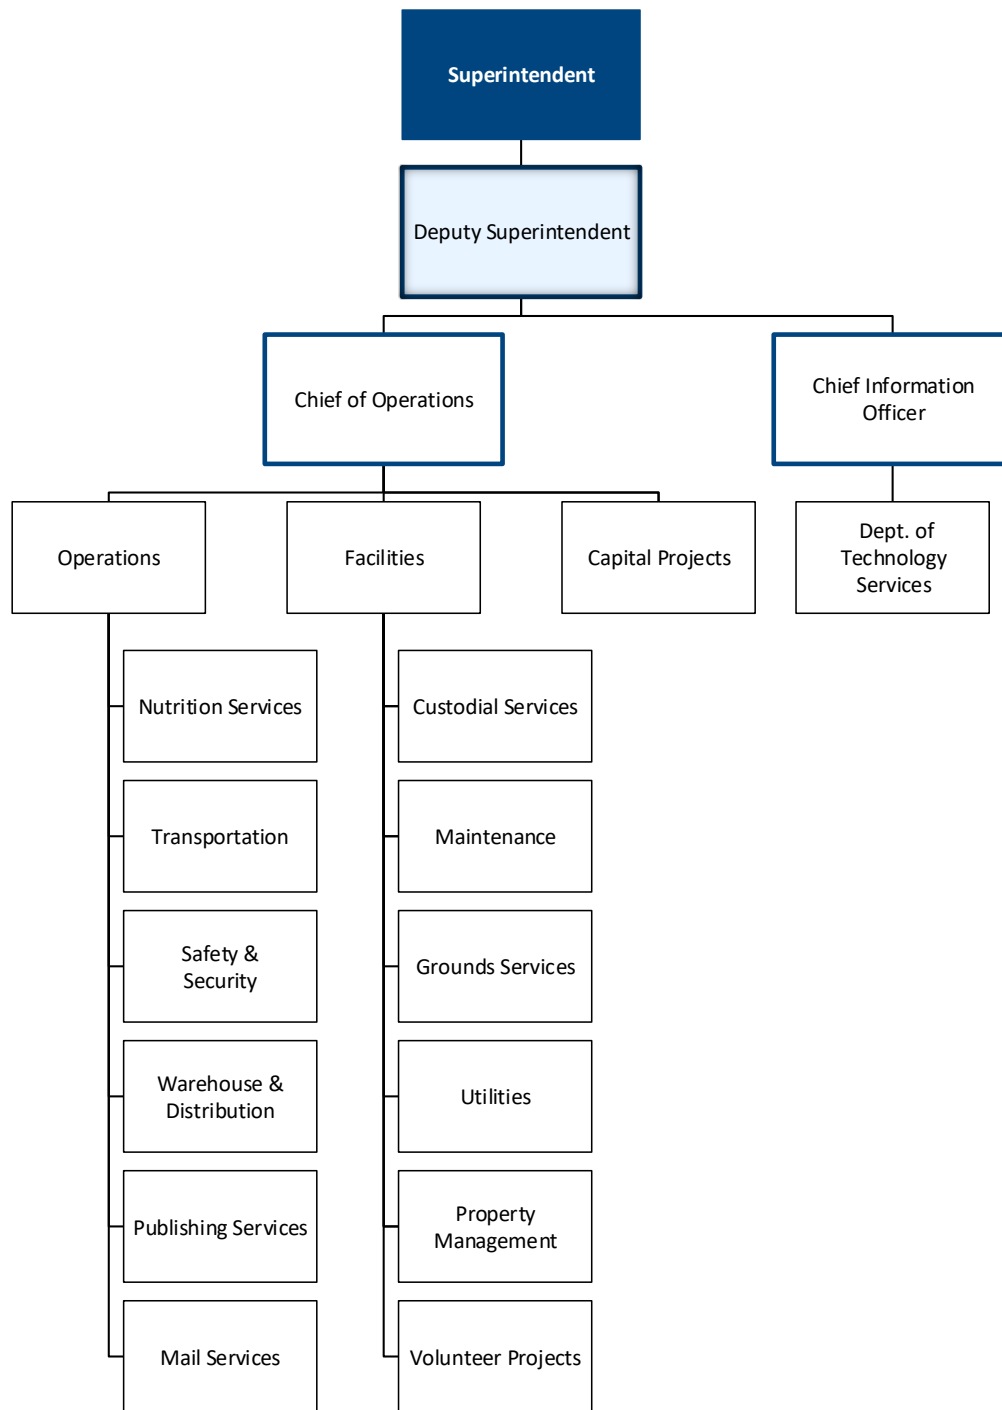 Superintendent
Deputy Superintendent
Chief of Operations
Chief Information
Officer
Operations
Facilities
Capital Projects
Dept. of
Technology
Services
Nutrition Services
Custodial Services
Transportation
Maintenance
Safety &
Security
Grounds Services
Warehouse &
Distribution
Utilities
Publishing Services
Property
Management
Mail Services
Volunteer Projects